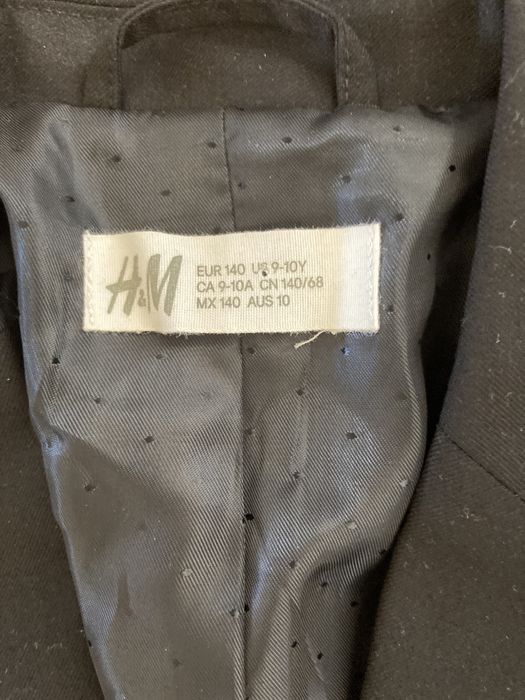 H&M
EUR 140 US 9-10Y
CA 9-10A CN 140/68
MX 140 AUS 10